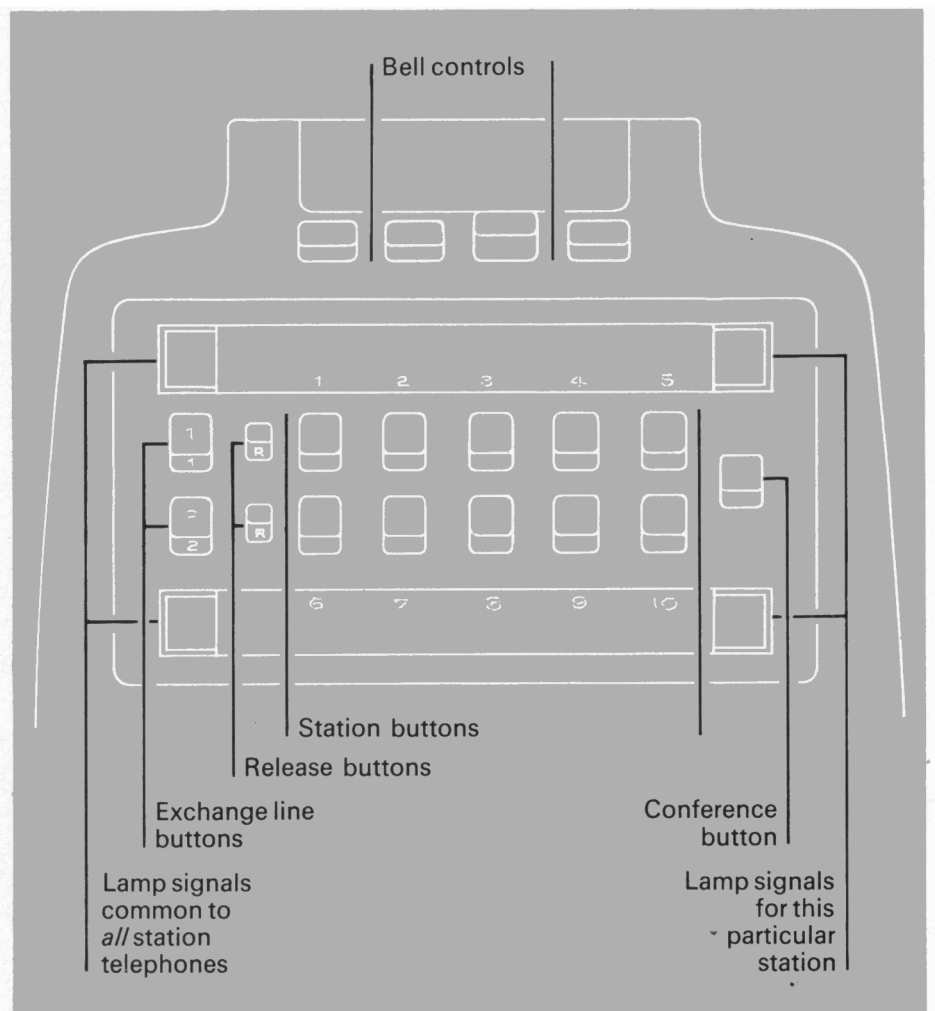 Bell controls
1 2 3 4 5
1
1
R
2
2
R
6 7 8 9 10
Station buttons
Release buttons
Exchange line
buttons
Conference
button
Lamp signals
common to
all station
telephones
Lamp signals
for this
particular
station